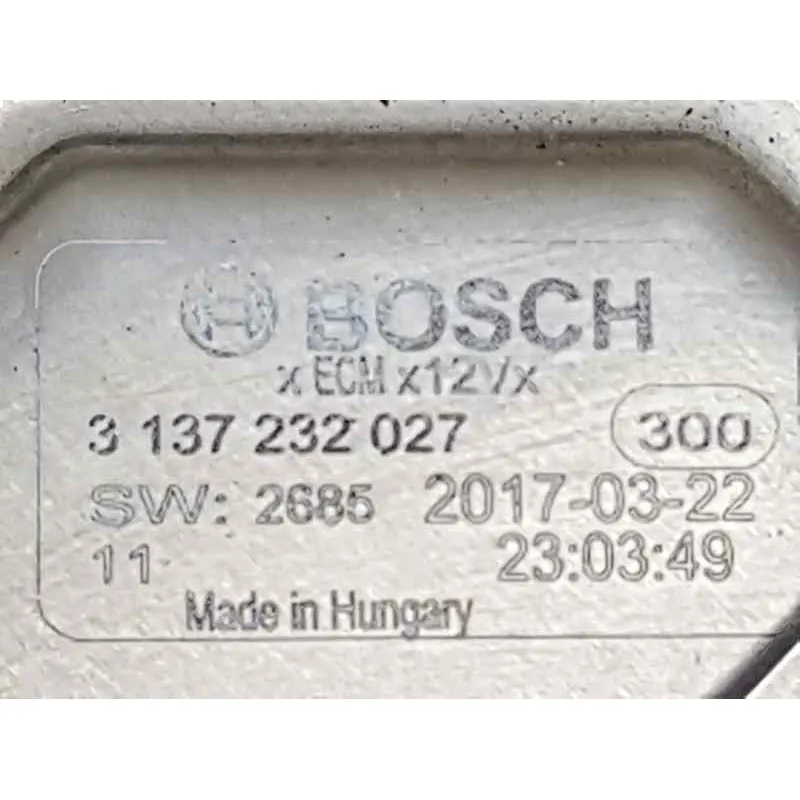 BOSCH
x ECM x12V/x
3 137 232 027 300
SW: 2685 2017-03-22
11 23:03:49
Made in Hungary